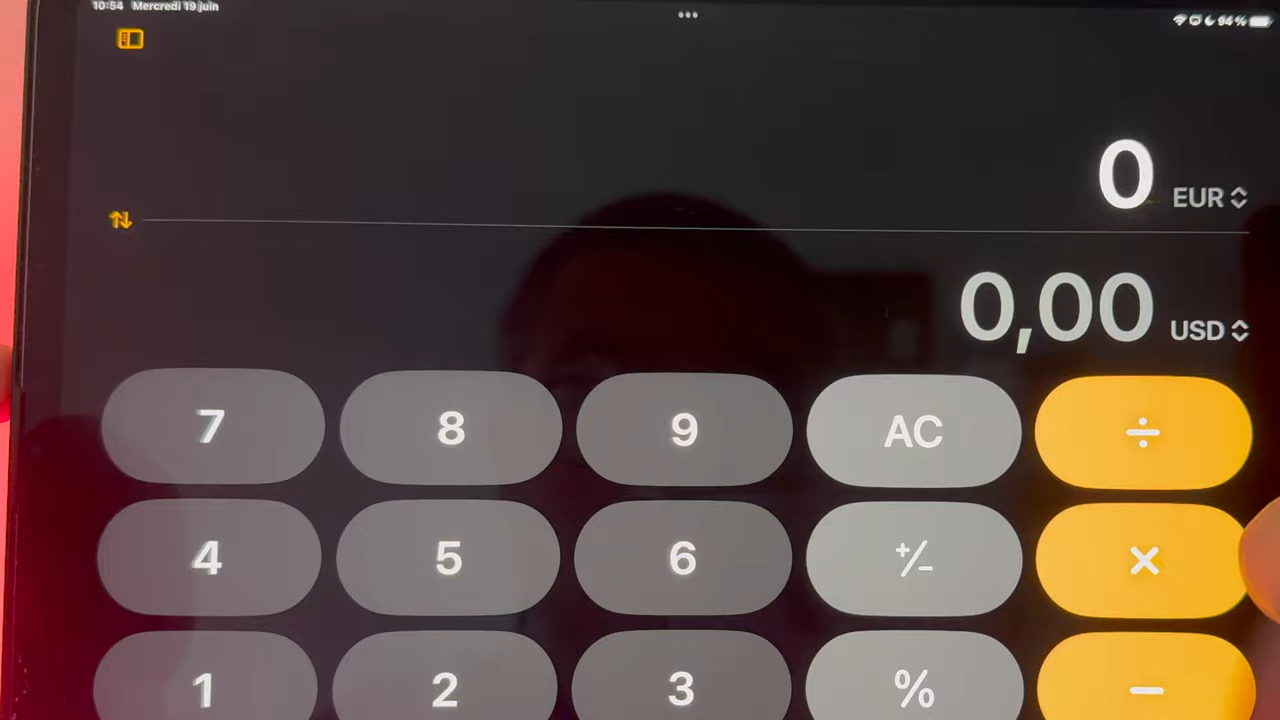 10:54 Mercredi 19 juin
94 %
0 EUR
0,00 USD
7 8 9 AC ÷
4 5 6 +/− ×
1 2 3 % −